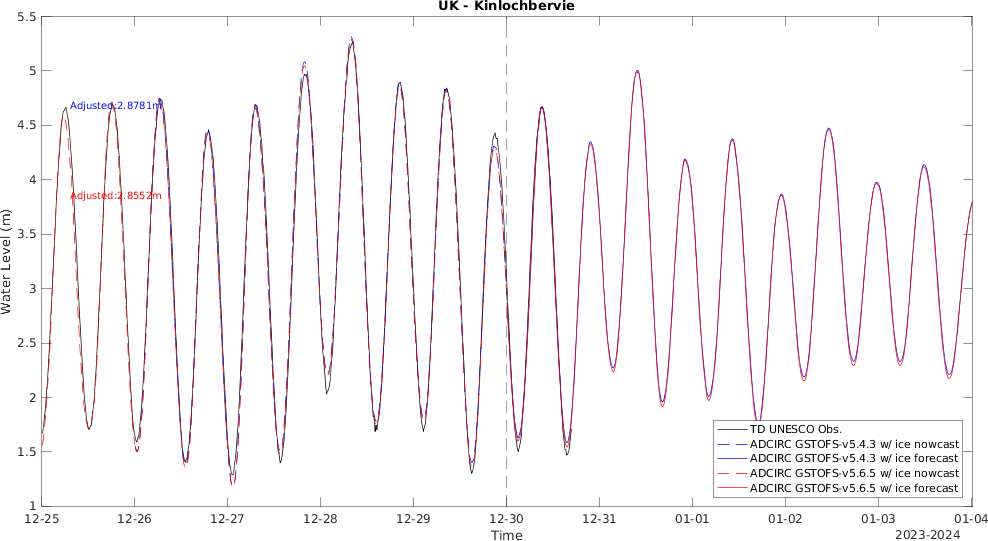 UK - Kinlochbervie
5.5
5
4.5
4
3.5
3
2.5
2
1.5
1
Water Level (m)
Adjusted:2.8781m
Adjusted:2.8552m
TD UNESCO Obs.
ADCIRC GSTOFS-v5.4.3 w/ ice nowcast
ADCIRC GSTOFS-v5.4.3 w/ ice forecast
ADCIRC GSTOFS-v5.6.5 w/ ice nowcast
ADCIRC GSTOFS-v5.6.5 w/ ice forecast
12-25 12-26 12-27 12-28 12-29 12-30 12-31 01-01 01-02 01-03 01-04
Time
2023-2024